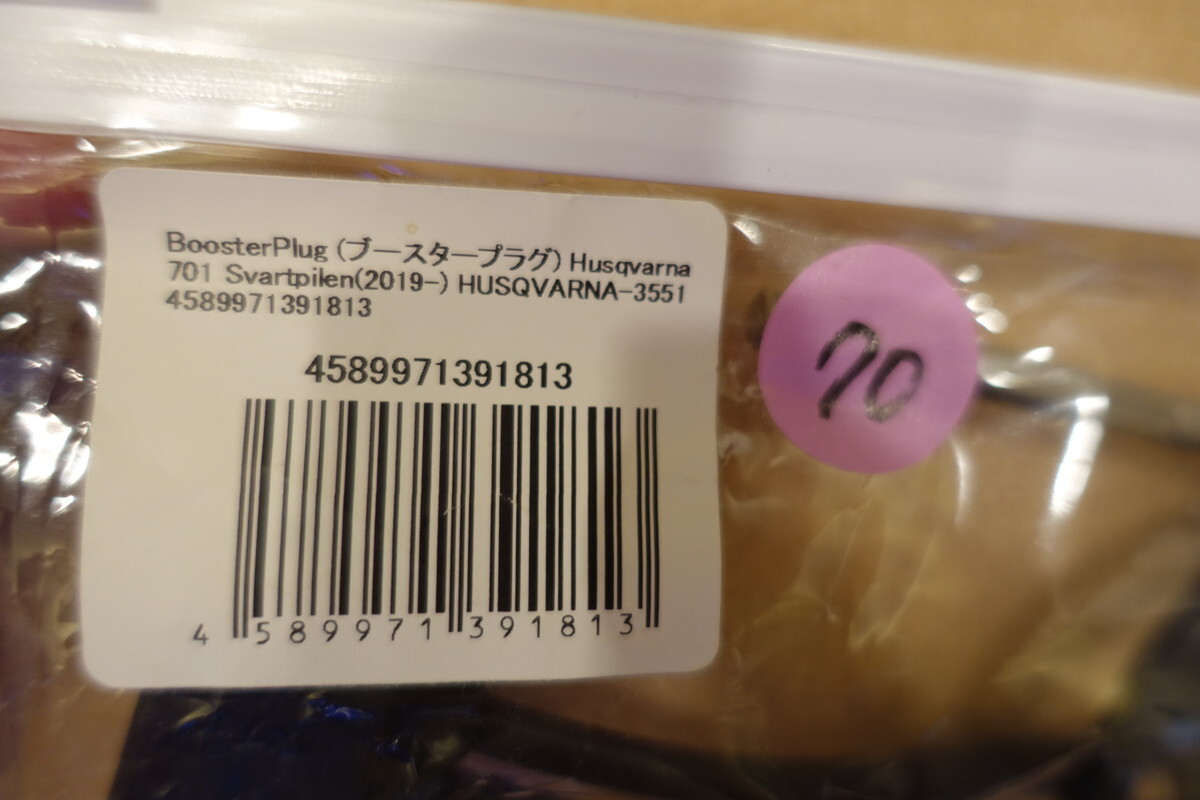 BoosterPlug (ブースタープラグ) Husqvarna
701 Svartpilen(2019-) HUSQVARNA-3551
4589971391813
4589971391813
4 589971 391813
70